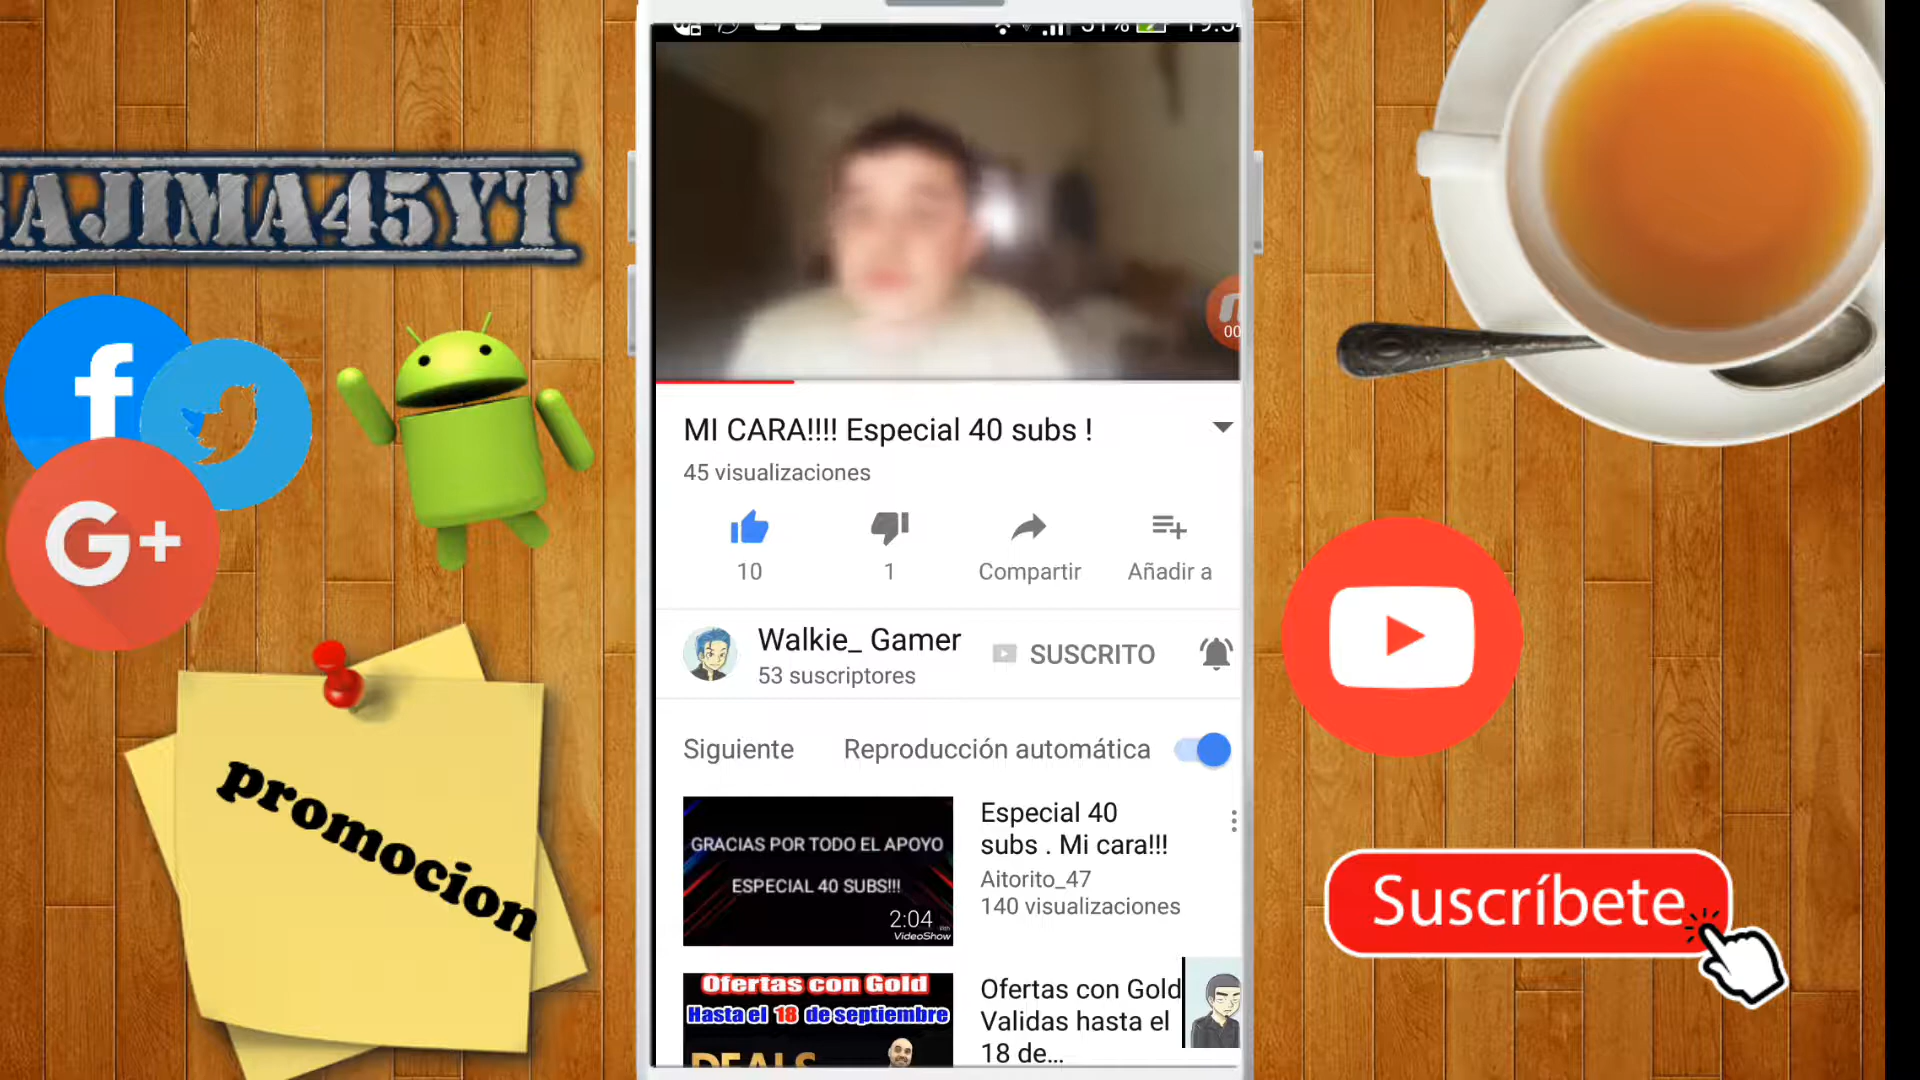 AJIMA45YT
f
G+
promocion
51%
00
MI CARA!!!! Especial 40 subs !
45 visualizaciones
10
1
Compartir
Añadir a
Walkie_ Gamer
53 suscriptores
SUSCRITO
Siguiente
Reproducción automática
GRACIAS POR TODO EL APOYO
ESPECIAL 40 SUBS!!!
2:04
VideoShow
Especial 40
subs . Mi cara!!!
Aitorito_47
140 visualizaciones
Ofertas con Gold
Hasta el 18 de septiembre
DEALS
Ofertas con Gold
Validas hasta el
18 de...
Suscríbete